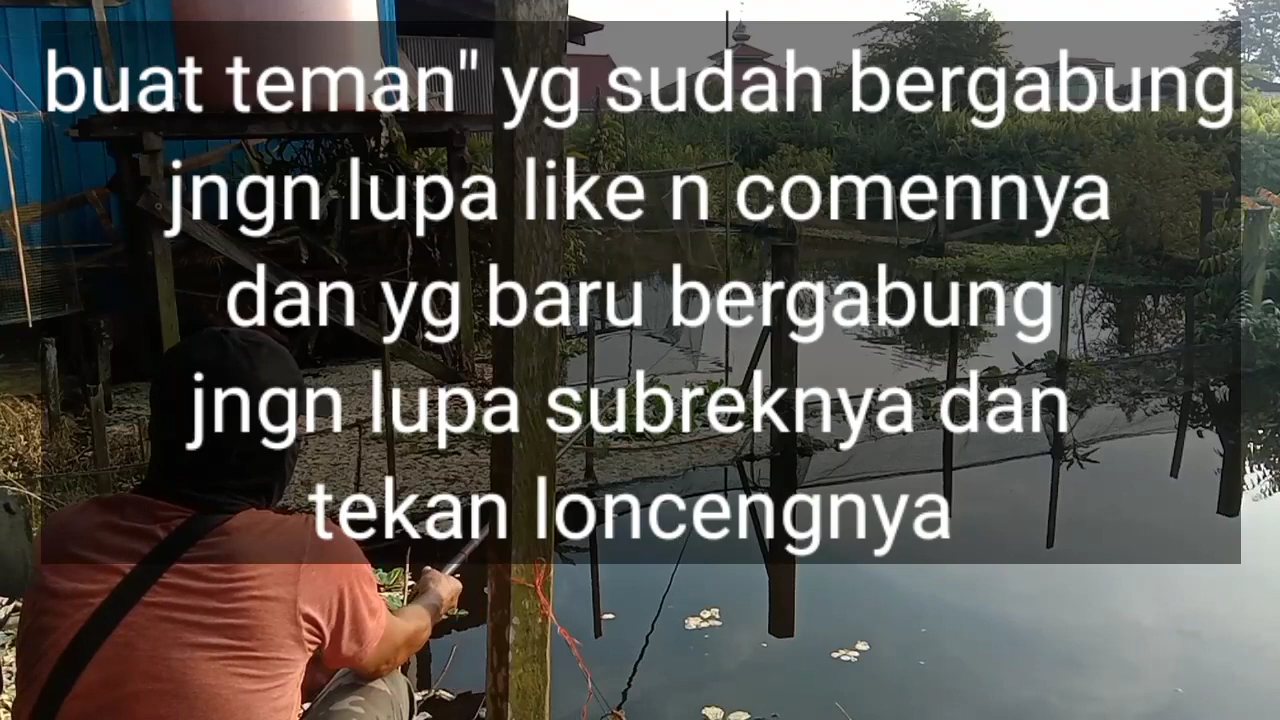 buat teman" yg sudah bergabung
jngn lupa like n comennya
dan yg baru bergabung
jngn lupa subreknya dan
tekan loncengnya